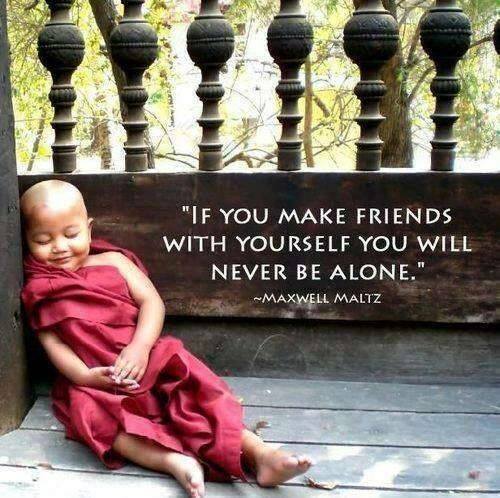 "IF YOU MAKE FRIENDS
WITH YOURSELF YOU WILL
NEVER BE ALONE."
~MAXWELL MALTZ